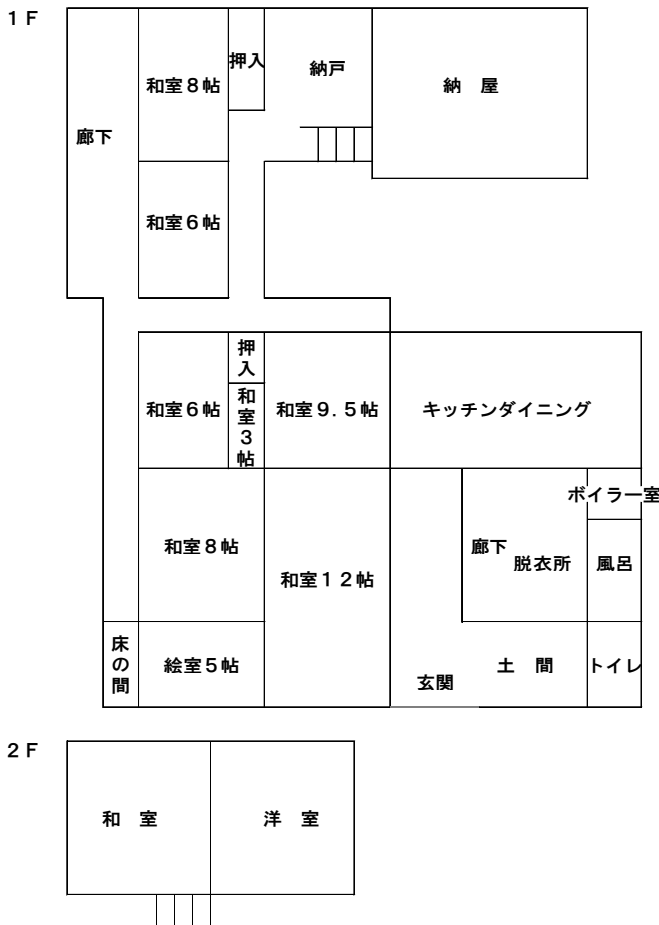 1F
押入
納戸
納 屋
和室8帖
廊下
和室6帖
押入
和室6帖
和室3帖
和室9.5帖
キッチンダイニング
ボイラー室
和室8帖
和室12帖
廊下
脱衣所
風呂
床の間
絵室5帖
玄関
土 間
トイレ
2F
和 室
洋 室